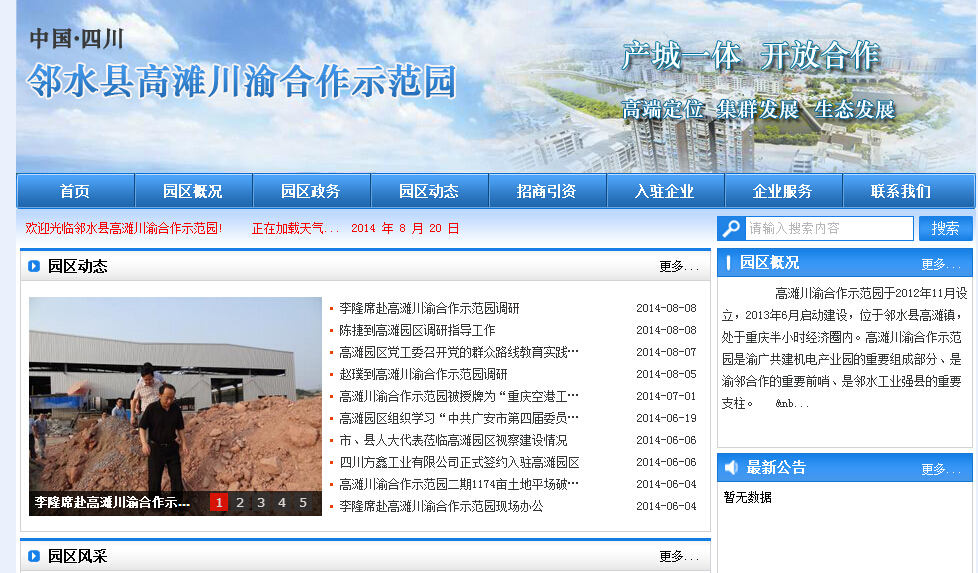 中国·四川
邻水县高滩川渝合作示范园
产城一体 开放合作
高端定位 集群发展 生态发展
首页 园区概况 园区政务 园区动态 招商引资 入驻企业 企业服务 联系我们
欢迎光临邻水县高滩川渝合作示范园! 正在加载天气... 2014 年 8 月 20 日
请输入搜索内容 搜索
园区动态 更多...
李隆席赴高滩川渝合作示范园调研 2014-08-08
陈捷到高滩园区调研指导工作 2014-08-08
高滩园区党工委召开党的群众路线教育实践… 2014-08-07
赵璞到高滩川渝合作示范园调研 2014-08-05
高滩川渝合作示范园被授牌为“重庆空港工… 2014-07-01
高滩园区组织学习“中共广安市第四届委员… 2014-06-19
市、县人大代表莅临高滩园区视察建设情况 2014-06-06
四川方鑫工业有限公司正式签约入驻高滩园区 2014-06-06
高滩川渝合作示范园二期1174亩土地平场破… 2014-06-04
李隆席赴高滩川渝合作示范园现场办公 2014-06-04
李隆席赴高滩川渝合作示... 1 2 3 4 5
园区风采 更多...
园区概况 更多...
高滩川渝合作示范园于2012年11月设
立，2013年6月启动建设，位于邻水县高滩镇，
处于重庆半小时经济圈内。高滩川渝合作示范
园是渝广共建机电产业园的重要组成部分、是
渝邻合作的重要前哨、是邻水工业强县的重要
支柱。 &nb...
最新公告 更多...
暂无数据